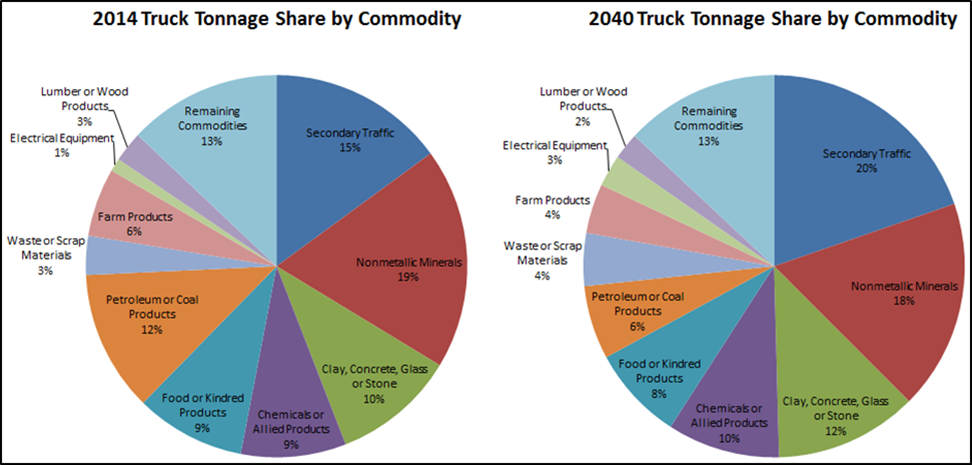 2014 Truck Tonnage Share by Commodity
Secondary Traffic
15%
Nonmetallic Minerals
19%
Clay, Concrete, Glass
or Stone
10%
Chemicals or
Allied Products
9%
Food or Kindred
Products
9%
Petroleum or Coal
Products
12%
Waste or Scrap
Materials
3%
Farm Products
6%
Electrical Equipment
1%
Lumber or Wood
Products
3%
Remaining
Commodities
13%
2040 Truck Tonnage Share by Commodity
Secondary Traffic
20%
Nonmetallic Minerals
18%
Clay, Concrete, Glass
or Stone
12%
Chemicals or
Allied Products
10%
Food or Kindred
Products
8%
Petroleum or Coal
Products
6%
Waste or Scrap
Materials
4%
Farm Products
4%
Electrical Equipment
3%
Lumber or Wood
Products
2%
Remaining
Commodities
13%